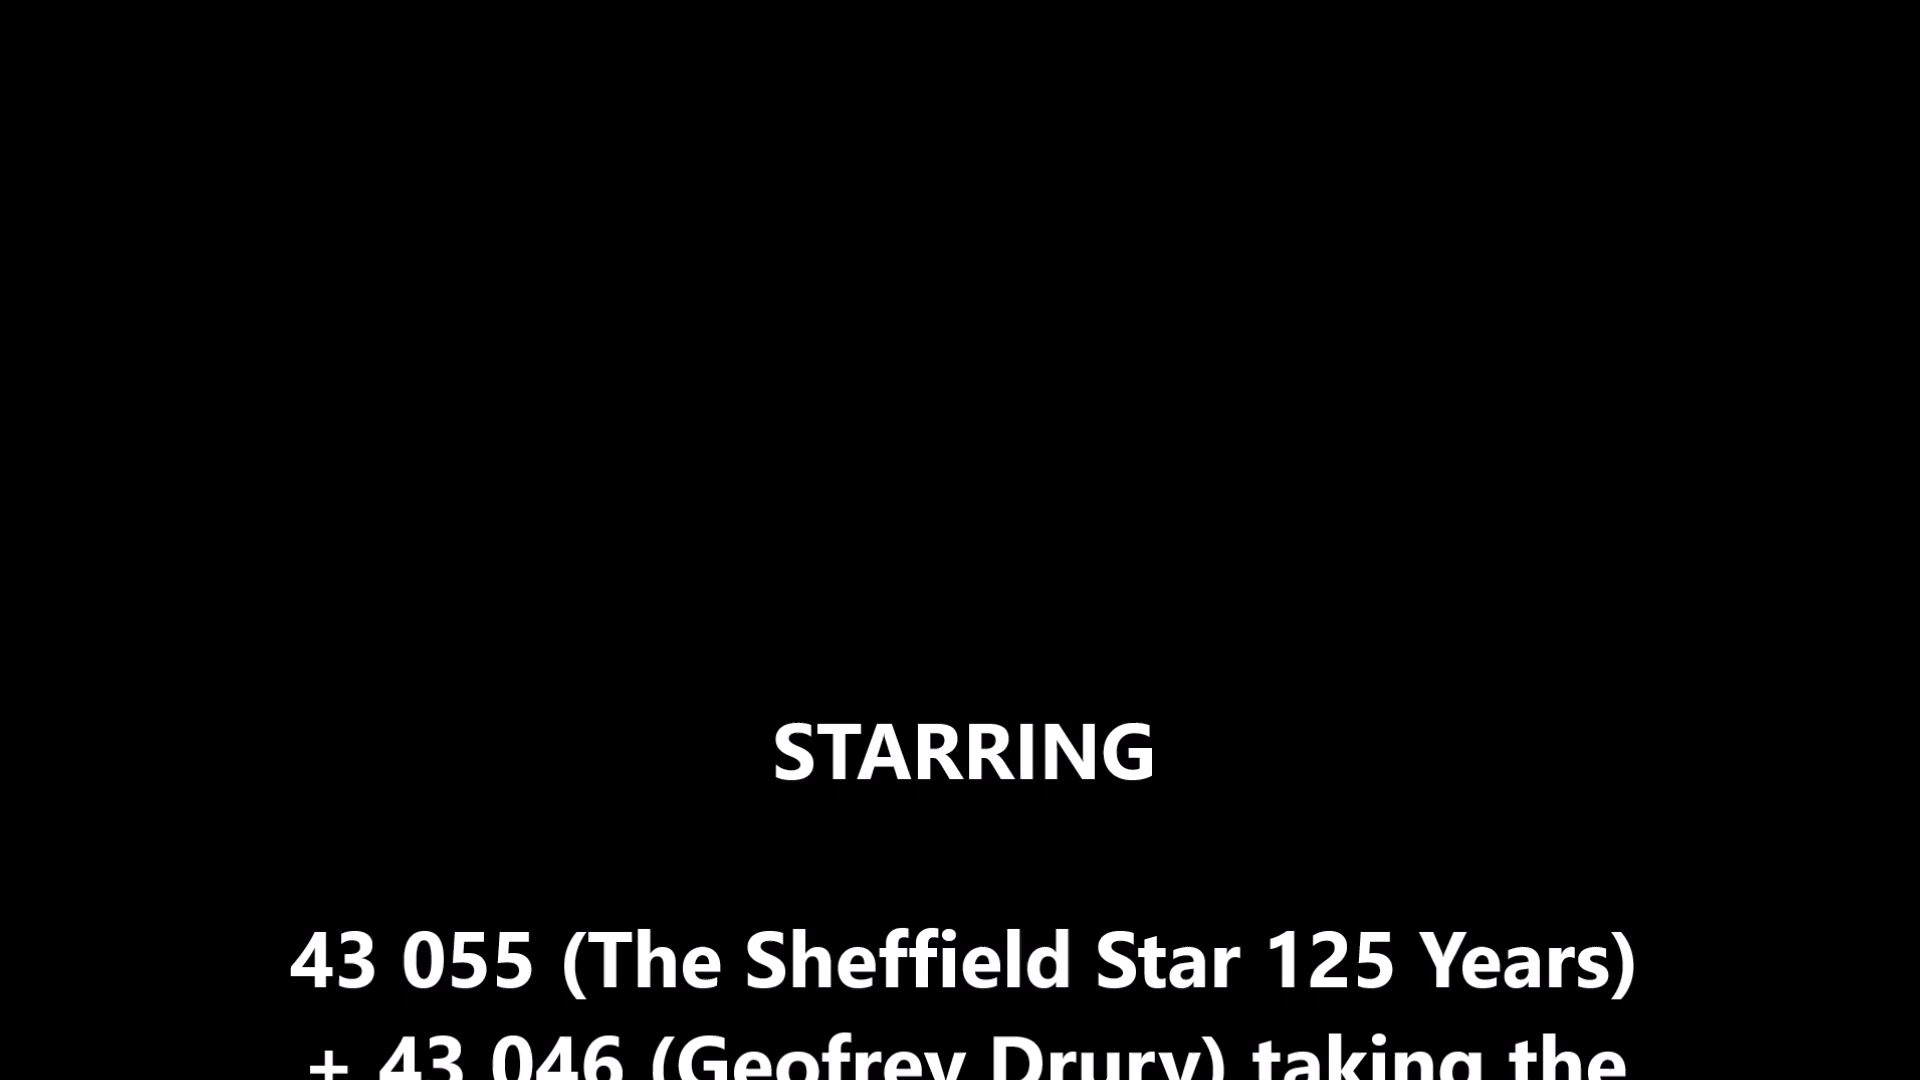 STARRING
43 055 (The Sheffield Star 125 Years)
+ 43 046 (Geofrey Drury) taking the